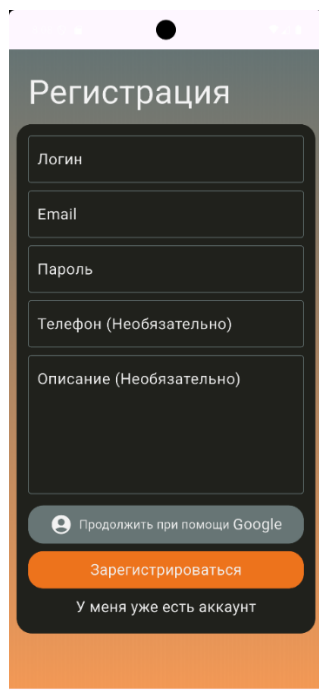 Регистрация
Логин
Email
Пароль
Телефон (Необязательно)
Описание (Необязательно)
Продолжить при помощи Google
Зарегистрироваться
У меня уже есть аккаунт